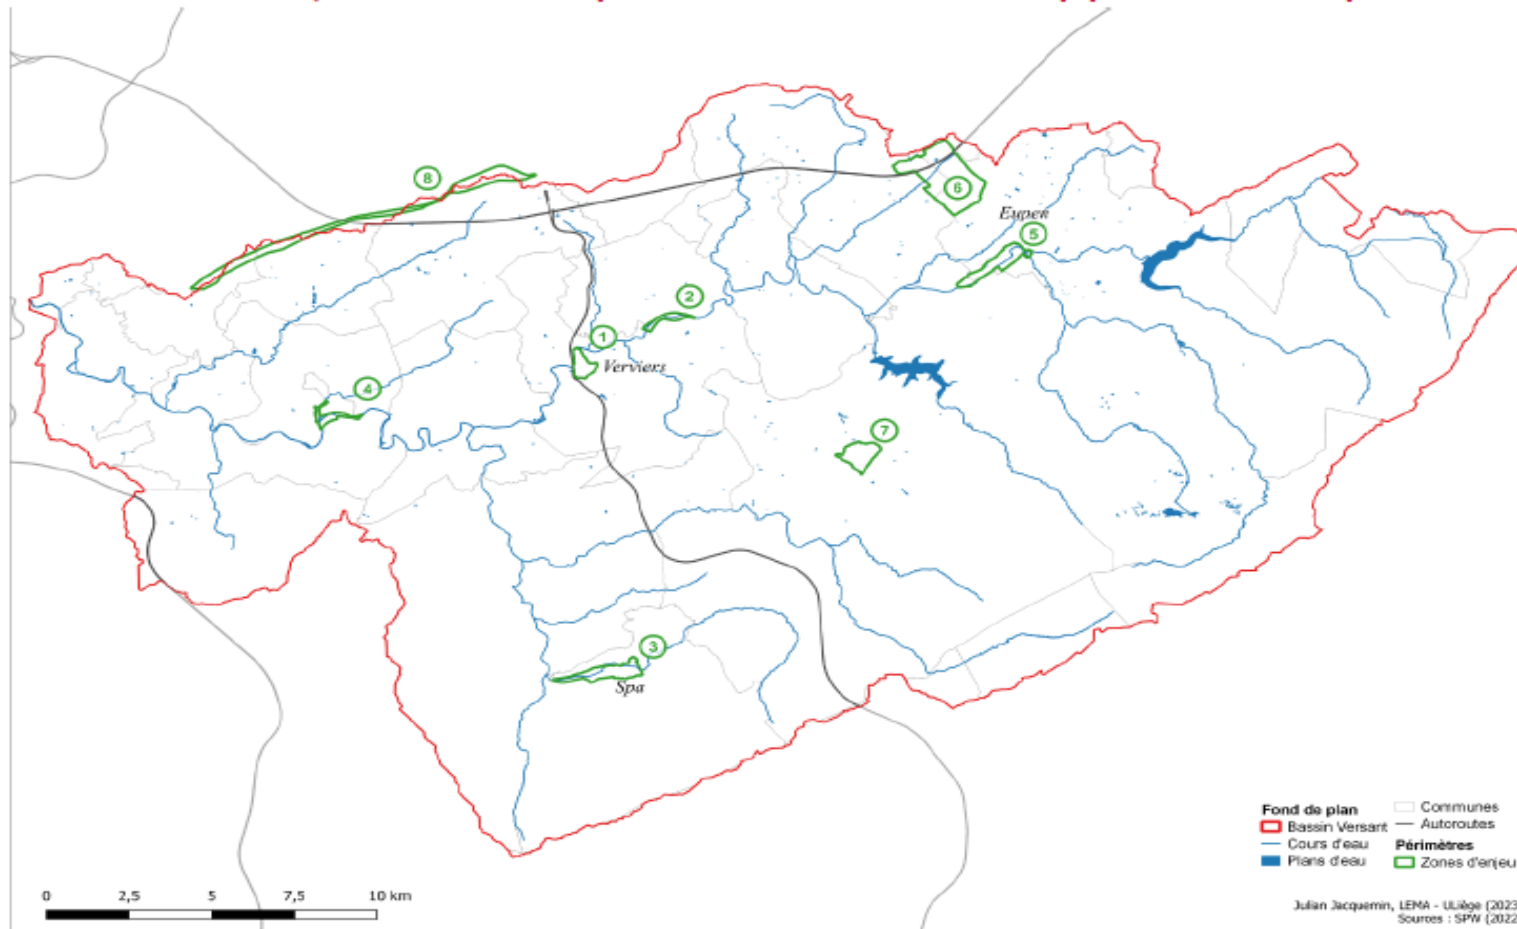 8
6
Eupen
5
2
1
Verviers
4
7
3
Spa
Fond de plan
Bassin Versant
Cours d'eau
Plans d'eau
Communes
Autoroutes
Périmètres
Zones d'enjeu
0 2,5 5 7,5 10 km
Julian Jacquemin, LEMA - ULiège (2023
Sources : SPW (2022